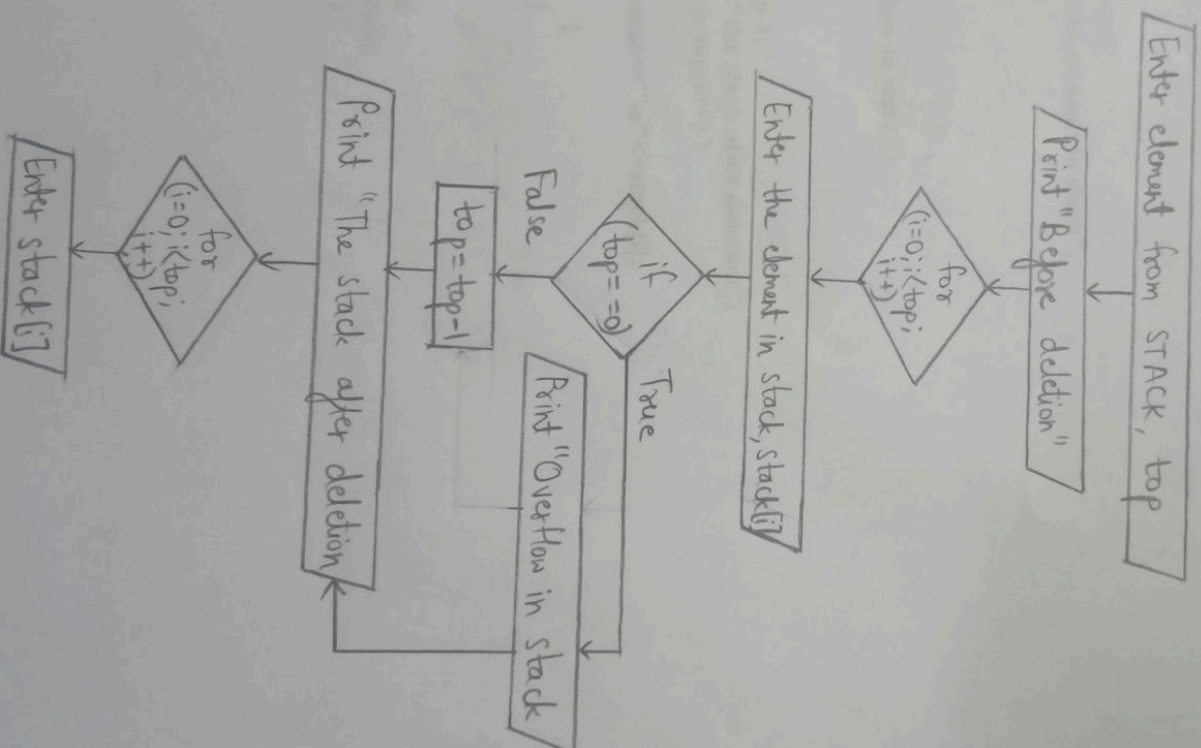 Enter element from STACK, top
Print "Before deletion"
for
(i=0; i<top;
i++)
Enter the element in stack, stack[i]
if
(top==0)
True
False
Print "Overflow in stack
top=top-1
Print "The stack after deletion
for
(i=0; i<top;
i++)
Enter stack[i]